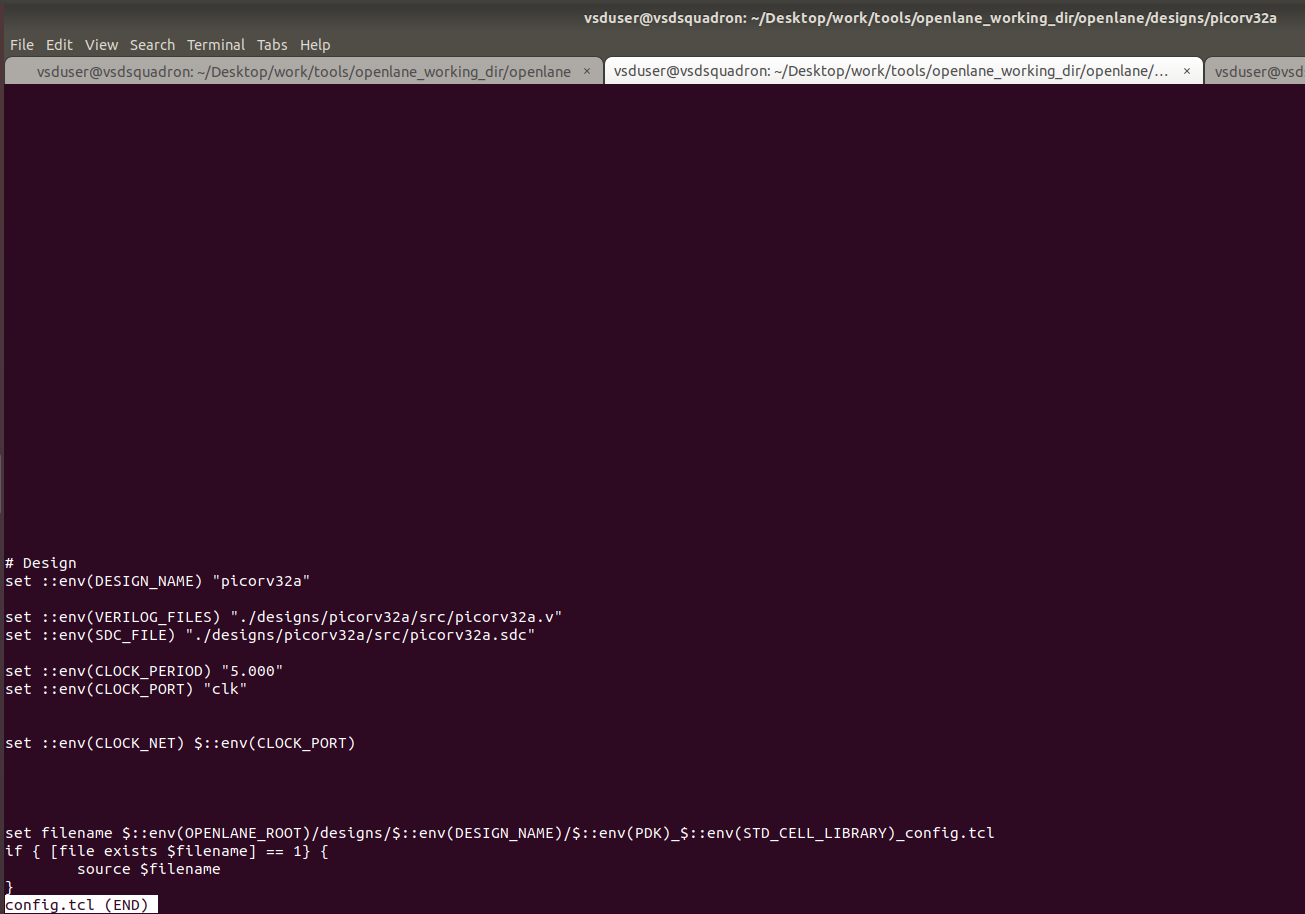 vsduser@vsdsquadron: ~/Desktop/work/tools/openlane_working_dir/openlane/designs/picorv32a
File Edit View Search Terminal Tabs Help
vsduser@vsdsquadron: ~/Desktop/work/tools/openlane_working_dir/openlane × vsduser@vsdsquadron: ~/Desktop/work/tools/openlane_working_dir/openlane/... × vsduser@vsd
# Design
set ::env(DESIGN_NAME) "picorv32a"
set ::env(VERILOG_FILES) "./designs/picorv32a/src/picorv32a.v"
set ::env(SDC_FILE) "./designs/picorv32a/src/picorv32a.sdc"
set ::env(CLOCK_PERIOD) "5.000"
set ::env(CLOCK_PORT) "clk"
set ::env(CLOCK_NET) $::env(CLOCK_PORT)
set filename $::env(OPENLANE_ROOT)/designs/$::env(DESIGN_NAME)/$::env(PDK)_$::env(STD_CELL_LIBRARY)_config.tcl
if { [file exists $filename] == 1} {
        source $filename
}
config.tcl (END)